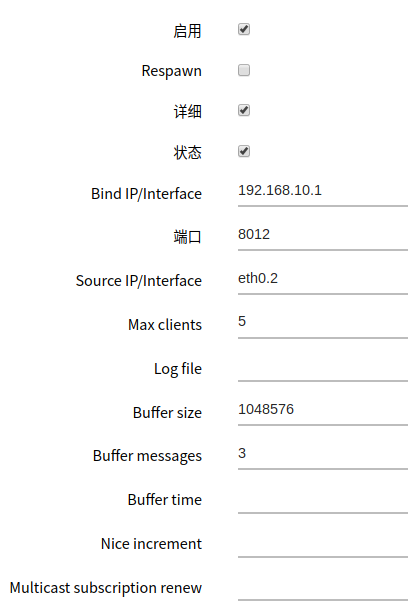 启用
Respawn
详细
状态
Bind IP/Interface 192.168.10.1
端口 8012
Source IP/Interface eth0.2
Max clients 5
Log file
Buffer size 1048576
Buffer messages 3
Buffer time
Nice increment
Multicast subscription renew